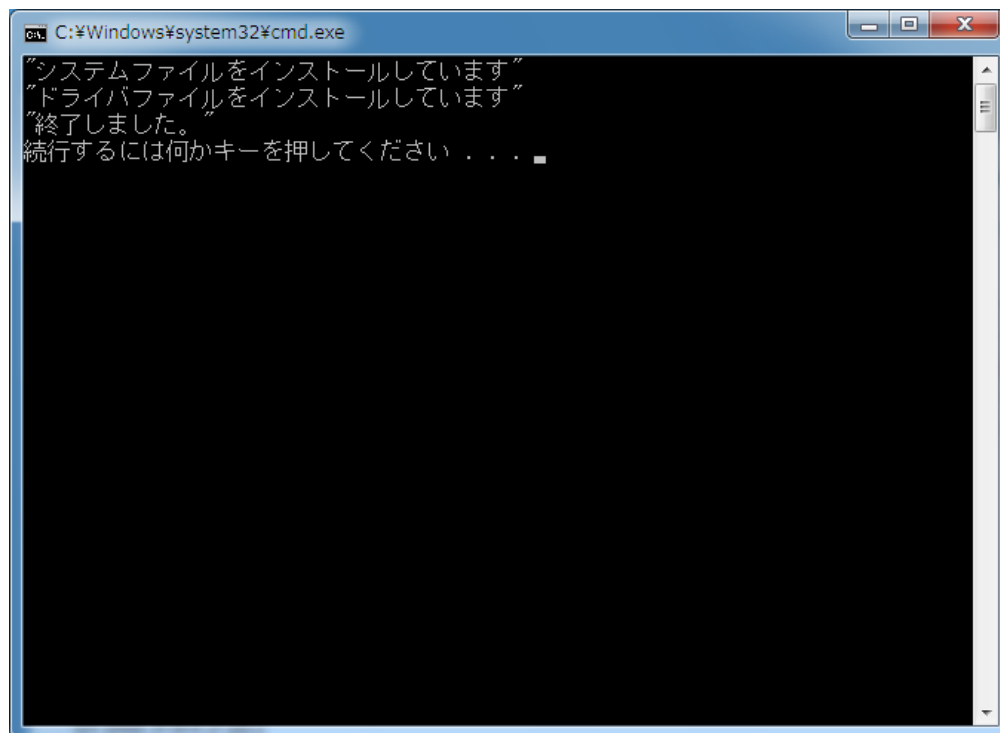 C:¥Windows¥system32¥cmd.exe
"システムファイルをインストールしています"
"ドライバファイルをインストールしています"
"終了しました。"
続行するには何かキーを押してください . . .